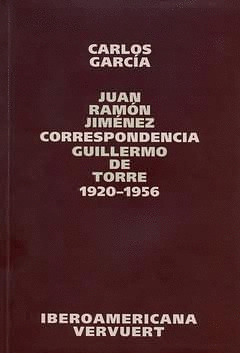 CARLOS
GARCÍA
JUAN
RAMÓN
JIMÉNEZ
CORRESPONDENCIA
GUILLERMO
DE
TORRE
1920–1956
IBEROAMERICANA
VERVUERT